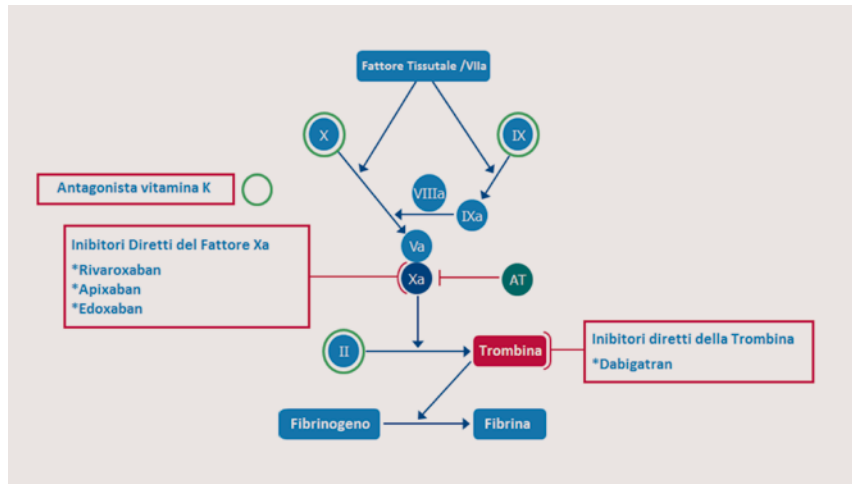 Fattore Tissutale /VIIa
X
IX
Antagonista vitamina K
VIIIa
IXa
Inibitori Diretti del Fattore Xa
*Rivaroxaban
*Apixaban
*Edoxaban
Va
Xa
AT
II
Trombina
Inibitori diretti della Trombina
*Dabigatran
Fibrinogeno
Fibrina